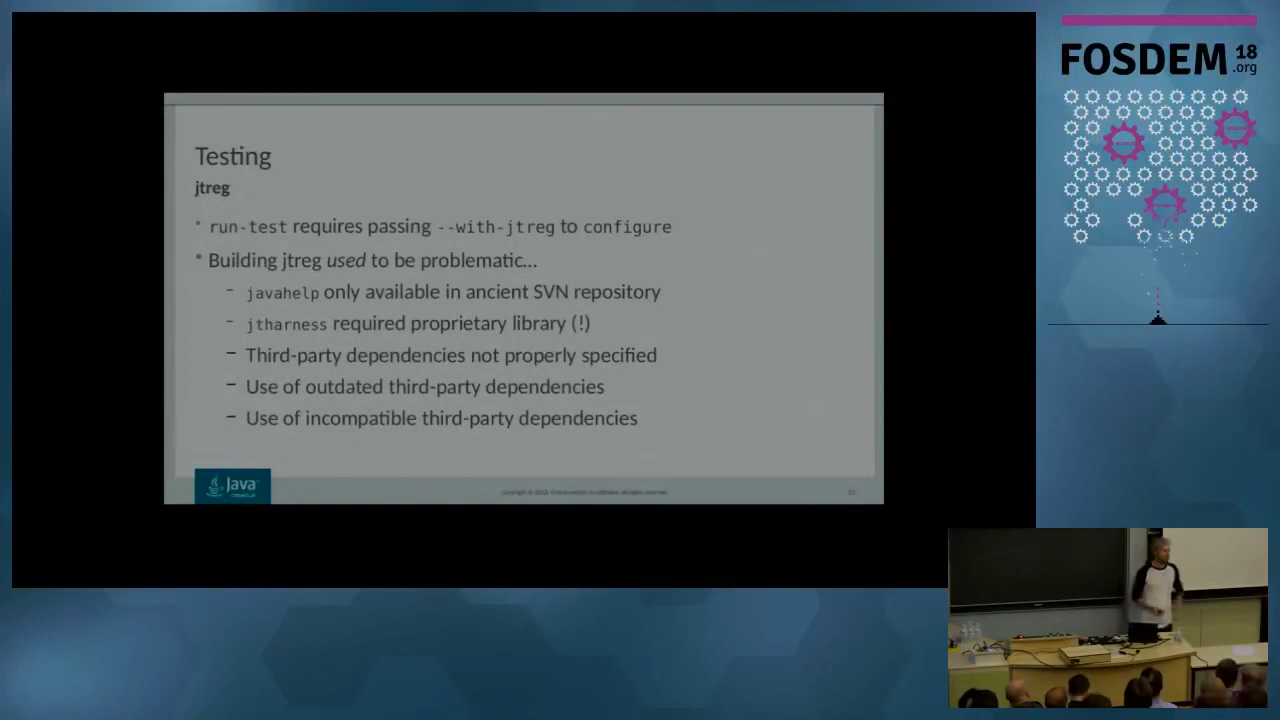 FOSDEM 18
.org
Testing
jtreg
• run-test requires passing --with-jtreg to configure
• Building jtreg used to be problematic...
– javahelp only available in ancient SVN repository
– jtharness required proprietary library (!)
– Third-party dependencies not properly specified
– Use of outdated third-party dependencies
– Use of incompatible third-party dependencies
Java
ORACLE